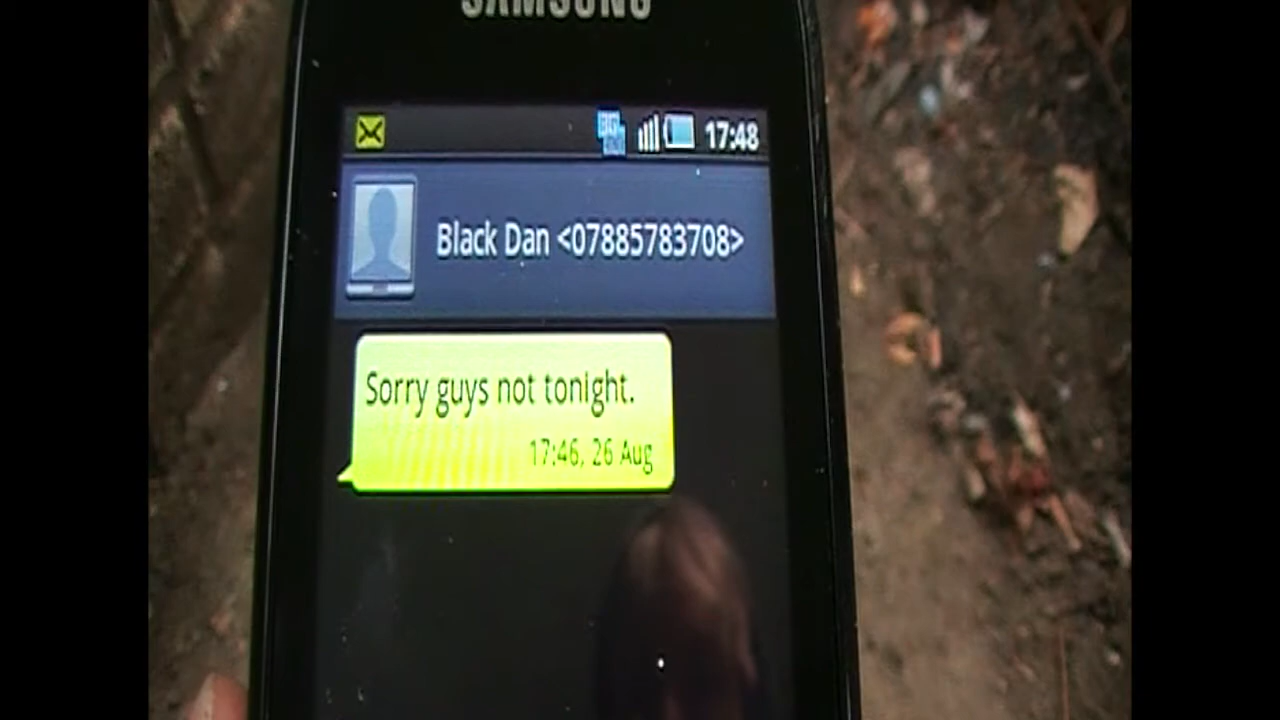 SAMSUNG
17:48
Black Dan <07885783708>
Sorry guys not tonight.
17:46, 26 Aug